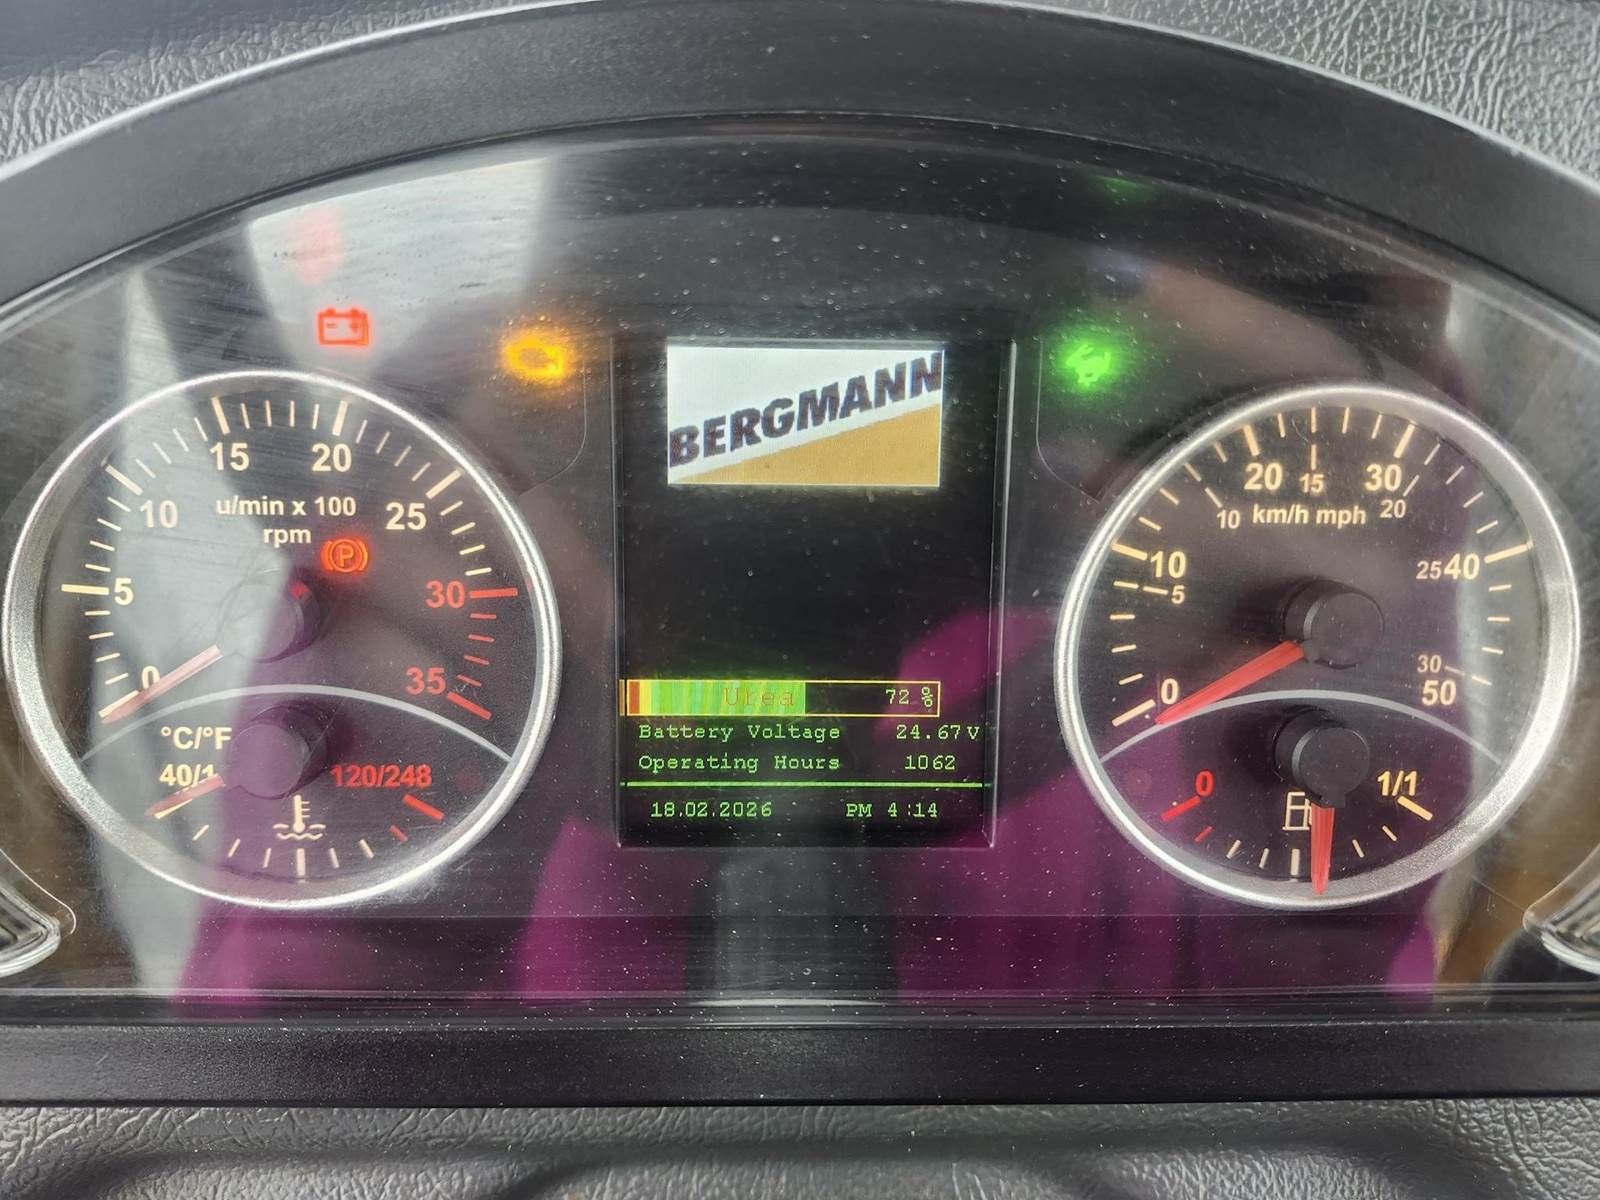 BERGMANN
15 20
10 25
u/min x 100
rpm
P
5 30
0 35
°C/°F
120/248
Urea 72 %
Battery Voltage 24.67 V
Operating Hours 1062
18.02.2026 PM 4:14
20 15 30
10 km/h mph 20
10 25 40
5
30
0 50
0 1/1